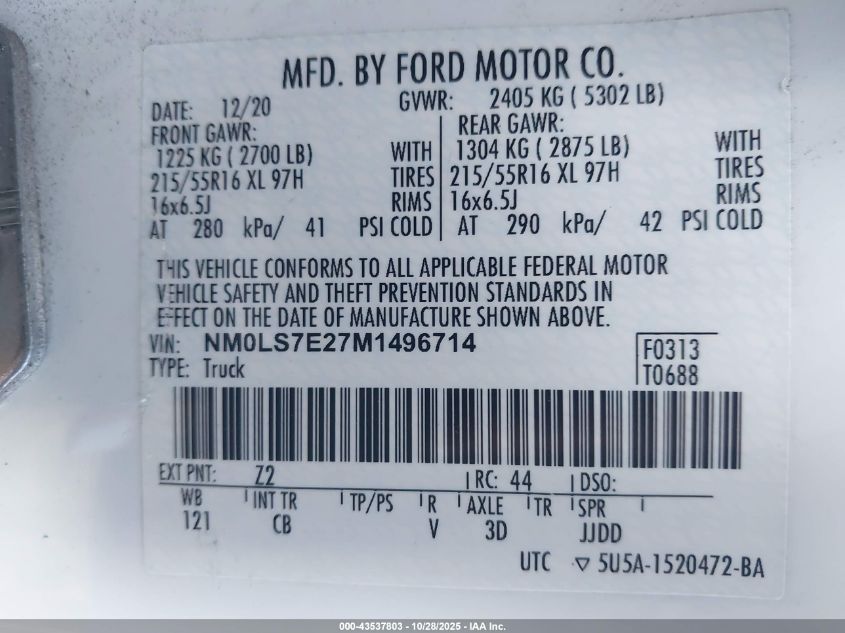 MFD. BY FORD MOTOR CO.
DATE: 12/20 GVWR: 2405 KG ( 5302 LB)
FRONT GAWR: REAR GAWR:
1225 KG ( 2700 LB) WITH 1304 KG ( 2875 LB) WITH
215/55R16 XL 97H TIRES 215/55R16 XL 97H TIRES
16x6.5J RIMS 16x6.5J RIMS
AT 280 kPa/ 41 PSI COLD AT 290 kPa/ 42 PSI COLD
THIS VEHICLE CONFORMS TO ALL APPLICABLE FEDERAL MOTOR
VEHICLE SAFETY AND THEFT PREVENTION STANDARDS IN
EFFECT ON THE DATE OF MANUFACTURE SHOWN ABOVE.
VIN: NM0LS7E27M1496714 F0313
TYPE: Truck T0688
EXT PNT: Z2 RC: 44 DSO:
WB INT TR TP/PS R AXLE TR SPR
121 CB V 3D JJDD
UTC ▽ 5U5A-1520472-BA
000-43537803 - 10/28/2025 - IAA Inc.